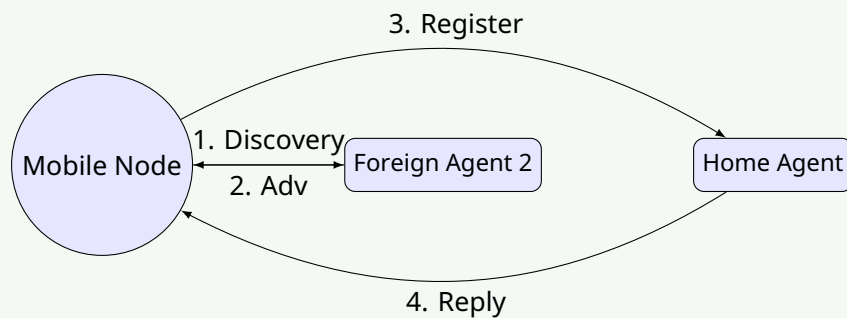 3. Register
1. Discovery
Mobile Node
Foreign Agent 2
Home Agent
2. Adv
4. Reply